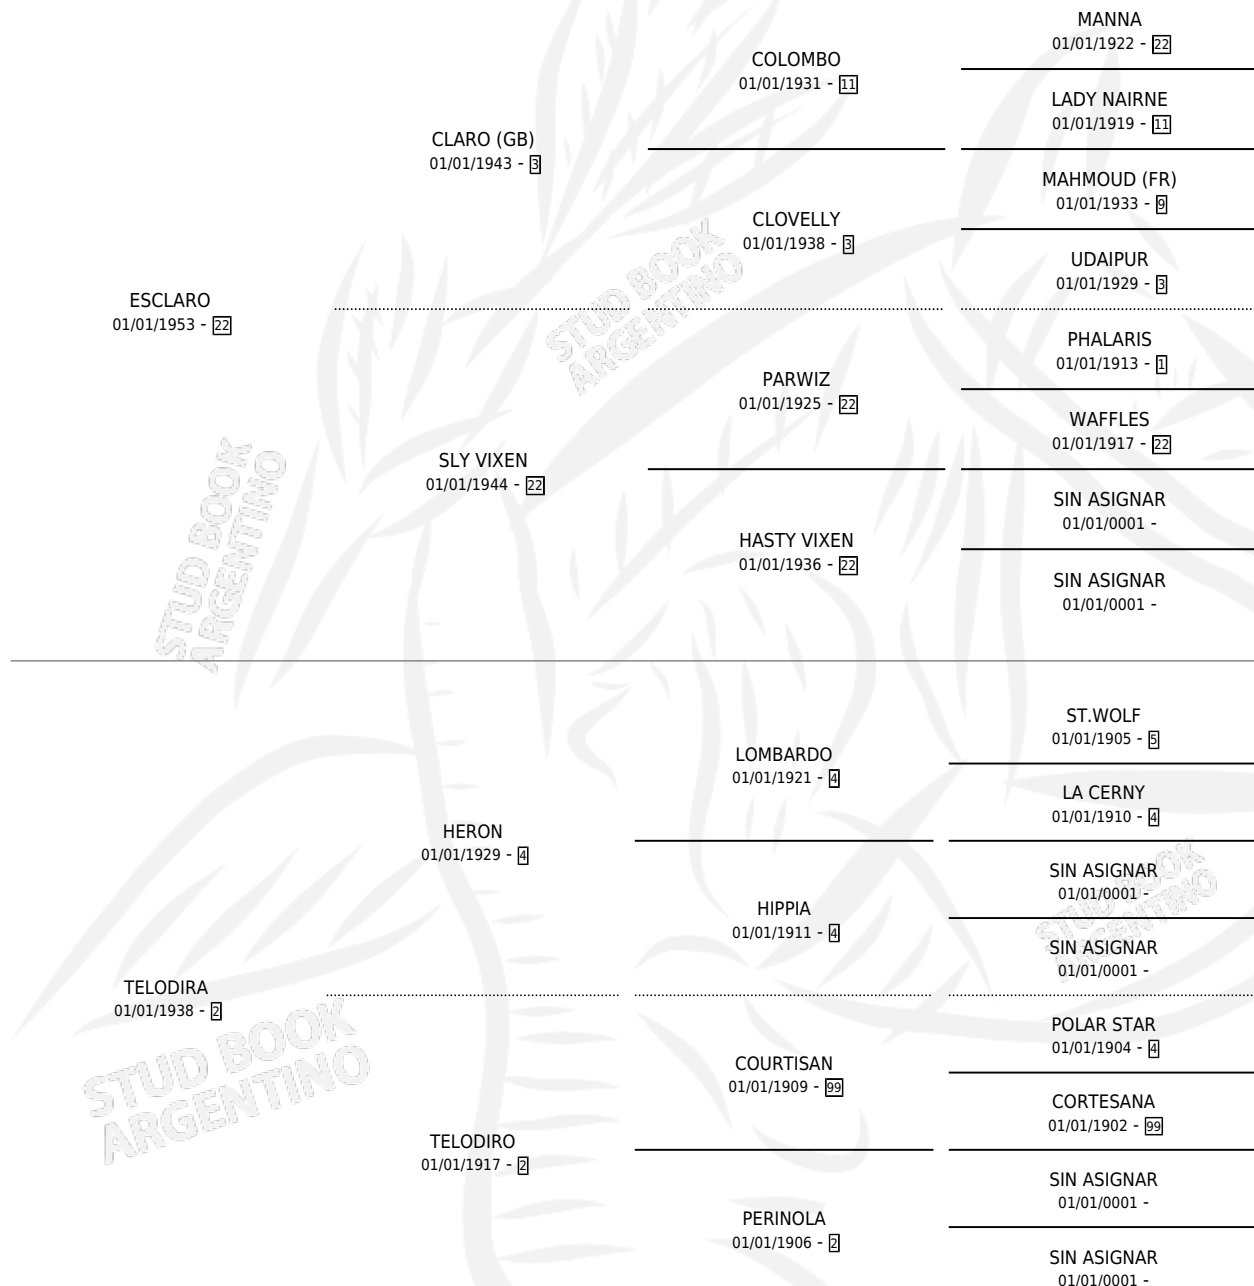 MANNA
01/01/1922 - 22
COLOMBO
01/01/1931 - 11
LADY NAIRNE
01/01/1919 - 11
CLARO (GB)
01/01/1943 - 3
MAHMOUD (FR)
01/01/1933 - 9
CLOVELLY
01/01/1938 - 3
UDAIPUR
01/01/1929 - 3
ESCLARO
01/01/1953 - 22
STUD BOOK
ARGENTINO
PHALARIS
01/01/1913 - 1
PARWIZ
01/01/1925 - 22
WAFFLES
01/01/1917 - 22
SLY VIXEN
01/01/1944 - 22
SIN ASIGNAR
01/01/0001 -
HASTY VIXEN
01/01/1936 - 22
SIN ASIGNAR
01/01/0001 -
STUD BOOK
ARGENTINO
ST.WOLF
01/01/1905 - 5
LOMBARDO
01/01/1921 - 4
LA CERNY
01/01/1910 - 4
HERON
01/01/1929 - 4
SIN ASIGNAR
01/01/0001 -
HIPPIA
01/01/1911 - 4
SIN ASIGNAR
01/01/0001 -
STUD BOOK
ARGENTINO
TELODIRA
01/01/1938 - 2
STUD BOOK
ARGENTINO
POLAR STAR
01/01/1904 - 4
COURTISAN
01/01/1909 - 99
CORTESANA
01/01/1902 - 99
TELODIRO
01/01/1917 - 2
SIN ASIGNAR
01/01/0001 -
PERINOLA
01/01/1906 - 2
SIN ASIGNAR
01/01/0001 -